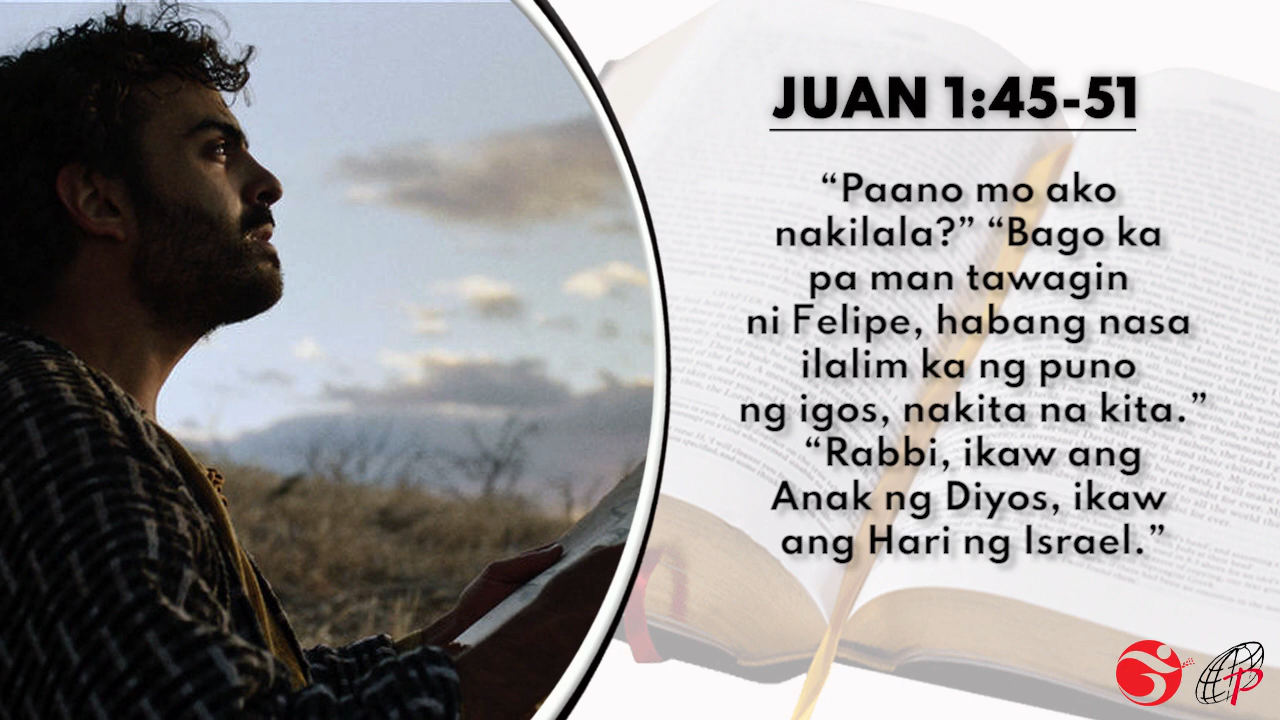 JUAN 1:45-51
“Paano mo ako
nakilala?” “Bago ka
pa man tawagin
ni Felipe, habang nasa
ilalim ka ng puno
ng igos, nakita na kita.”
“Rabbi, ikaw ang
Anak ng Diyos, ikaw
ang Hari ng Israel.”